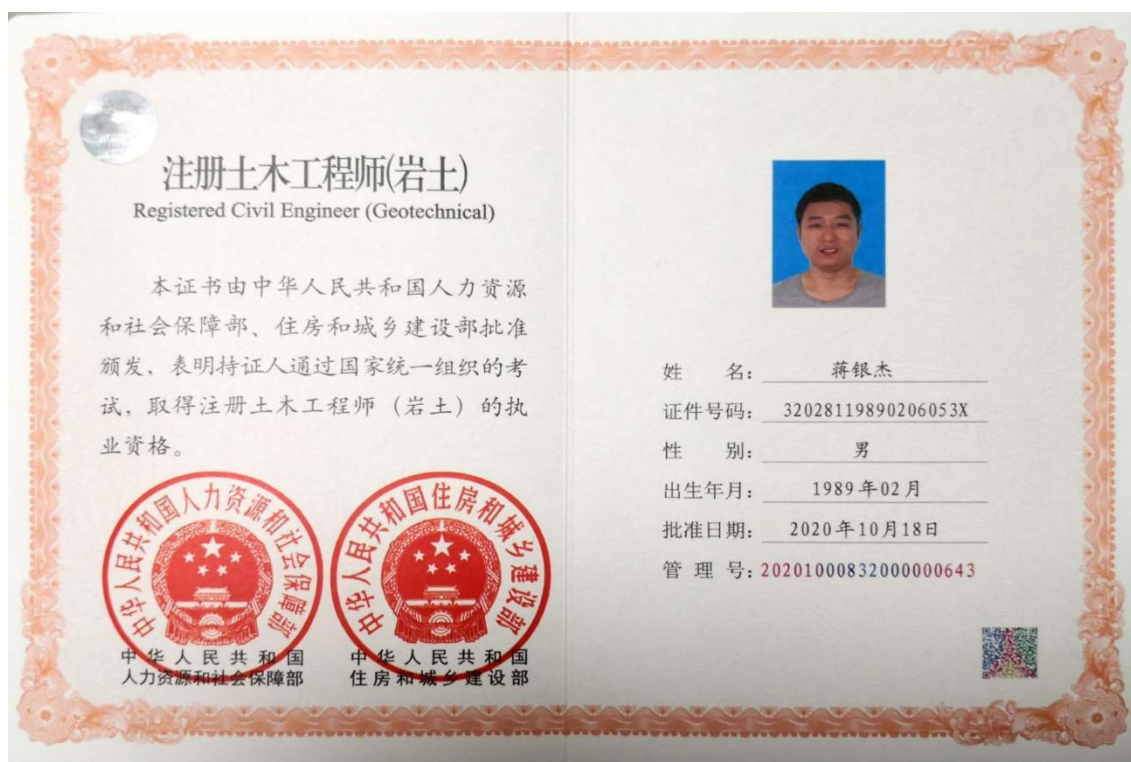 注册土木工程师(岩土)
Registered Civil Engineer (Geotechnical)
本证书由中华人民共和国人力资源
和社会保障部、住房和城乡建设部批准
颁发，表明持证人通过国家统一组织的考
试，取得注册土木工程师（岩土）的执
业资格。
中华人民共和国人力资源和社会保障部
中华人民共和国住房和城乡建设部
中华人民共和国
人力资源和社会保障部
中华人民共和国
住房和城乡建设部
姓 名：蒋银杰
证件号码：32028119890206053X
性 别：男
出生年月：1989年02月
批准日期：2020年10月18日
管 理 号：20201000832000000643